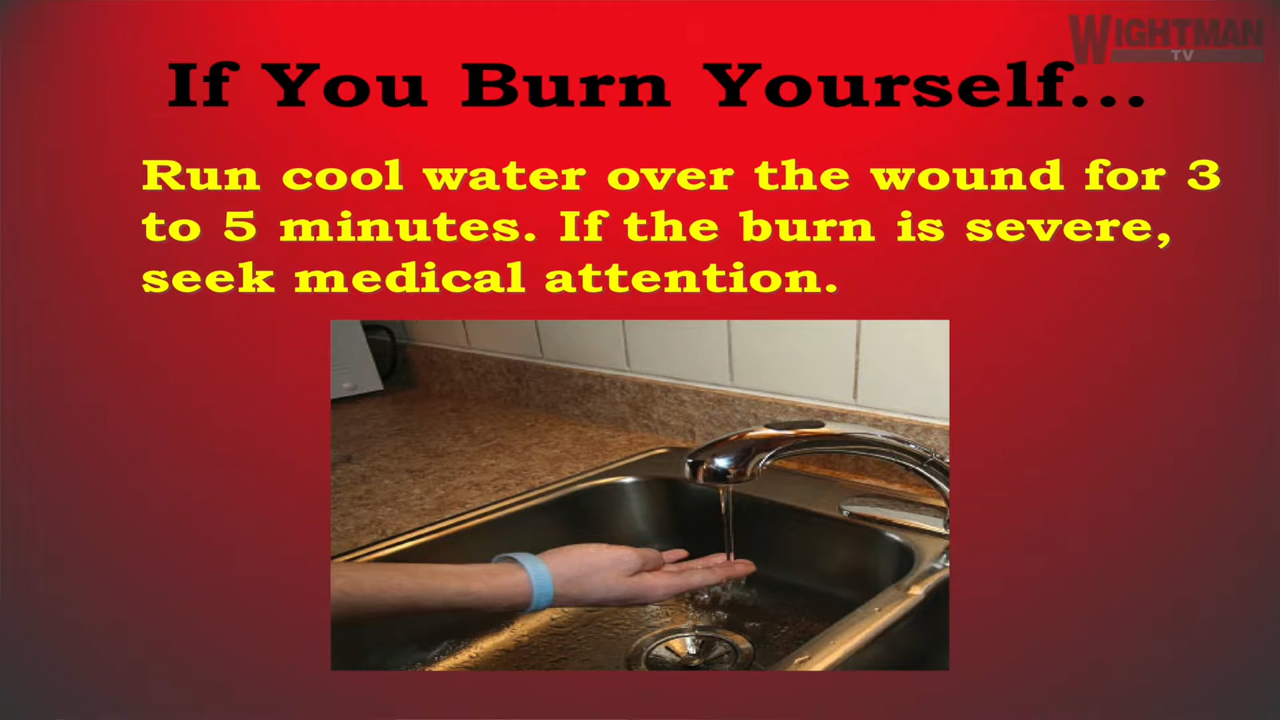 WIGHTMAN
TV
If You Burn Yourself...
Run cool water over the wound for 3
to 5 minutes. If the burn is severe,
seek medical attention.